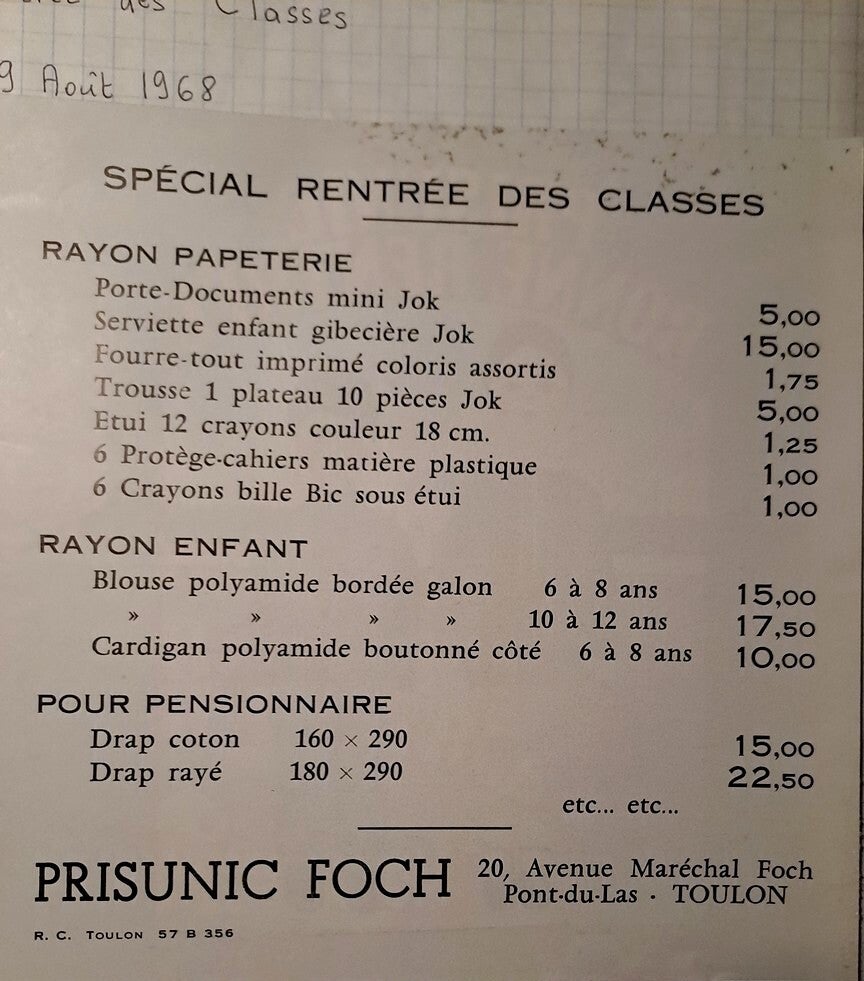 des Classes
9 Août 1968
SPÉCIAL RENTRÉE DES CLASSES
RAYON PAPETERIE
Porte-Documents mini Jok 5,00
Serviette enfant gibecière Jok 15,00
Fourre-tout imprimé coloris assortis 1,75
Trousse 1 plateau 10 pièces Jok 5,00
Etui 12 crayons couleur 18 cm. 1,25
6 Protège-cahiers matière plastique 1,00
6 Crayons bille Bic sous étui 1,00
RAYON ENFANT
Blouse polyamide bordée galon 6 à 8 ans 15,00
» » » » 10 à 12 ans 17,50
Cardigan polyamide boutonné côté 6 à 8 ans 10,00
POUR PENSIONNAIRE
Drap coton 160 × 290 15,00
Drap rayé 180 × 290 22,50
etc... etc...
PRISUNIC FOCH 20, Avenue Maréchal Foch
Pont-du-Las · TOULON
R. C. TOULON 57 B 356